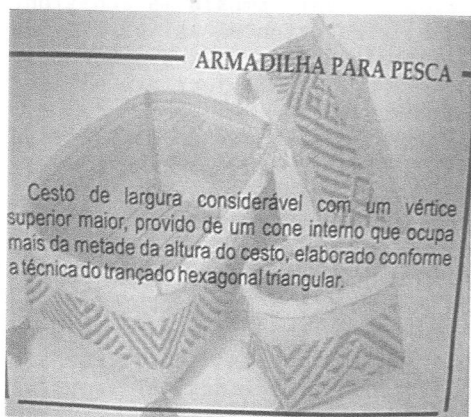 ARMADILHA PARA PESCA
Cesto de largura considerável com um vértice
superior maior, provido de um cone interno que ocupa
mais da metade da altura do cesto, elaborado conforme
a técnica do trançado hexagonal triangular.